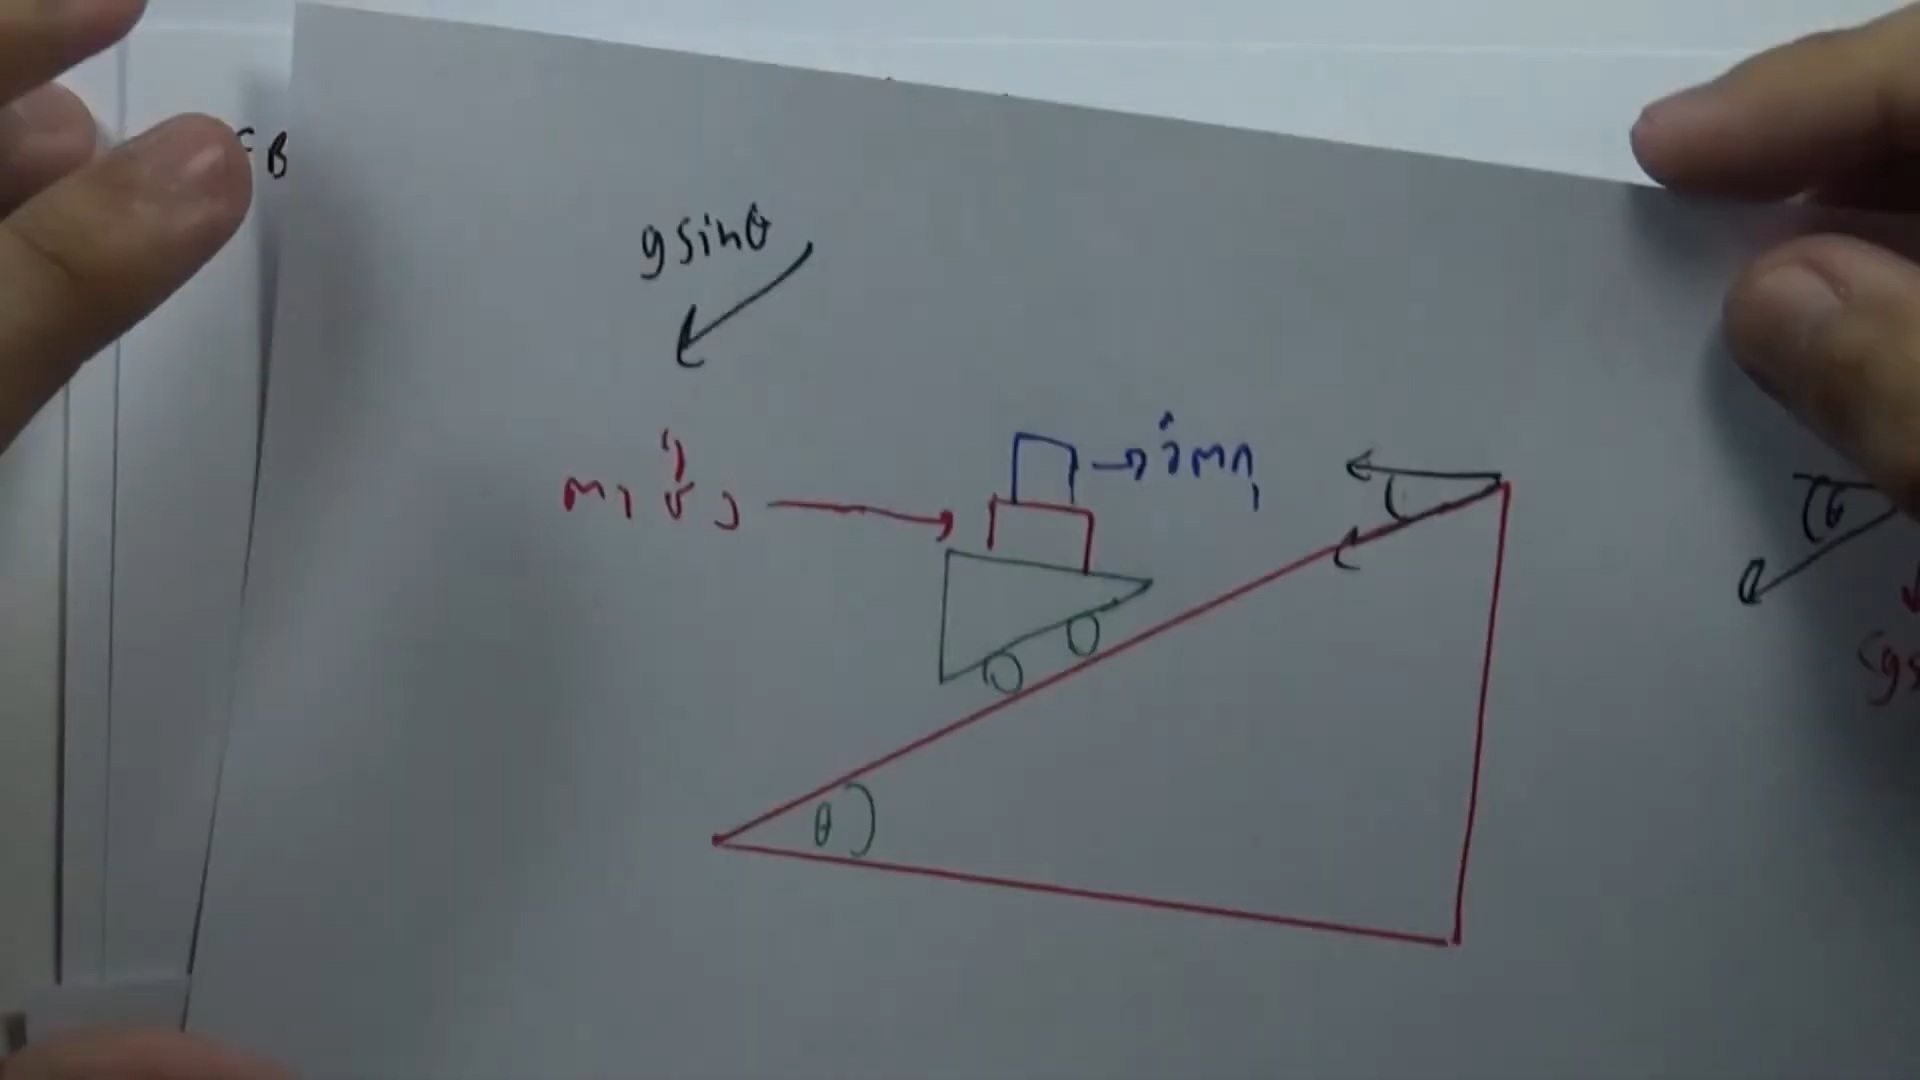 B
g sinθ
วัตถุ
ตาชั่ง
θ
θ